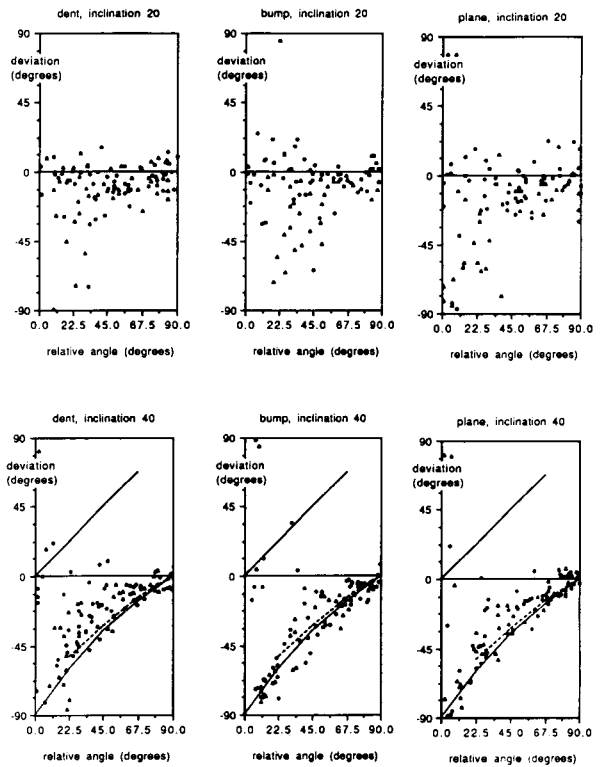 dent, inclination 20
90
deviation
(degrees)
45
0
-45
-90
0.0 22.5 45.0 67.5 90.0
relative angle (degrees)
bump, inclination 20
90
deviation
(degrees)
45
0
-45
-90
0.0 22.5 45.0 67.5 90.0
relative angle (degrees)
plane, inclination 20
90
deviation
(degrees)
45
0
-45
-90
0.0 22.5 45.0 67.5 90.0
relative angle (degrees)
dent, inclination 40
90
deviation
(degrees)
45
0
-45
-90
0.0 22.5 45.0 67.5 90.0
relative angle (degrees)
bump, inclination 40
90
deviation
(degrees)
45
0
-45
-90
0.0 22.5 45.0 67.5 90.0
relative angle (degrees)
plane, inclination 40
90
deviation
(degrees)
45
0
-45
-90
0.0 22.5 45.0 67.5 90.0
relative angle (degrees)